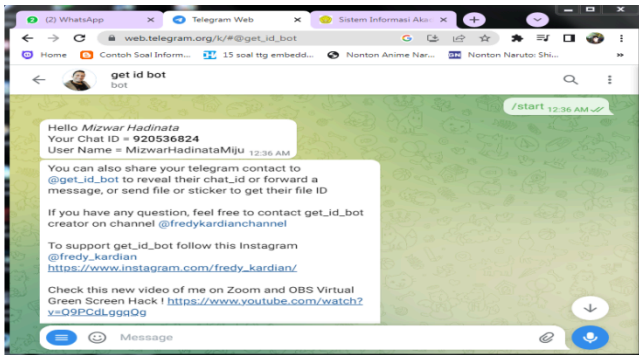 (2) WhatsApp
Telegram Web
Sistem Informasi Aka
web.telegram.org/k/#@get_id_bot
Home
Contoh Soal Inform...
15 soal ttg embedd...
Nonton Anime Nar...
Nonton Naruto: Shi...
get id bot
bot
/start 12:36 AM
Hello Mizwar Hadinata
Your Chat ID = 920536824
User Name = MizwarHadinataMiju 12:36 AM
You can also share your telegram contact to
@get_id_bot to reveal their chat_id or forward a
message, or send file or sticker to get their file ID
If you have any question, feel free to contact get_id_bot
creator on channel @fredykardianchannel
To support get_id_bot follow this Instagram
@fredy_kardian
https://www.instagram.com/fredy_kardian/
Check this new video of me on Zoom and OBS Virtual
Green Screen Hack ! https://www.youtube.com/watch?
v=Q9PCdLggqQg
Message